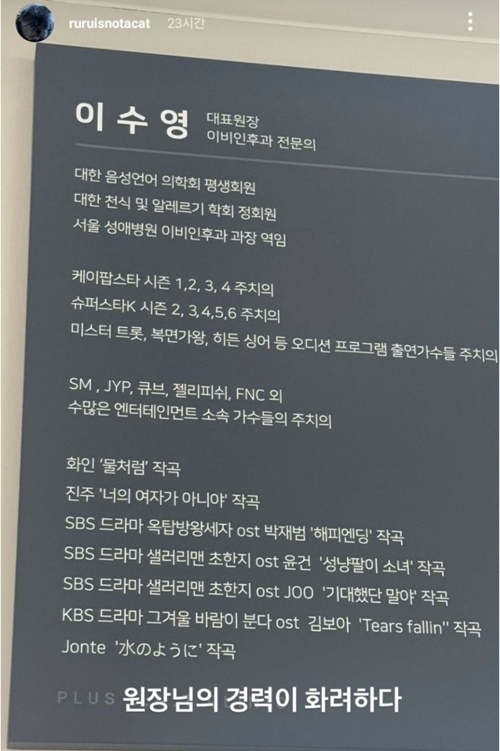 ruruisnotacat 23시간
이 수 영 대표원장
이비인후과 전문의
대한 음성언어 의학회 평생회원
대한 천식 및 알레르기 학회 정회원
서울 성애병원 이비인후과 과장 역임
케이팝스타 시즌 1,2, 3, 4 주치의
슈퍼스타K 시즌 2, 3,4,5,6 주치의
미스터 트롯, 복면가왕, 히든 싱어 등 오디션 프로그램 출연가수들 주치의
SM , JYP, 큐브, 젤리피쉬, FNC 외
수많은 엔터테인먼트 소속 가수들의 주치의
화인 '물처럼' 작곡
진주 '너의 여자가 아니야' 작곡
SBS 드라마 옥탑방왕세자 ost 박재범 '해피엔딩' 작곡
SBS 드라마 샐러리맨 초한지 ost 윤건 '성냥팔이 소녀' 작곡
SBS 드라마 샐러리맨 초한지 ost JOO '기대했단 말야' 작곡
KBS 드라마 그겨울 바람이 분다 ost 김보아 'Tears fallin'' 작곡
Jonte '水のように' 작곡
PLUS 원장님의 경력이 화려하다